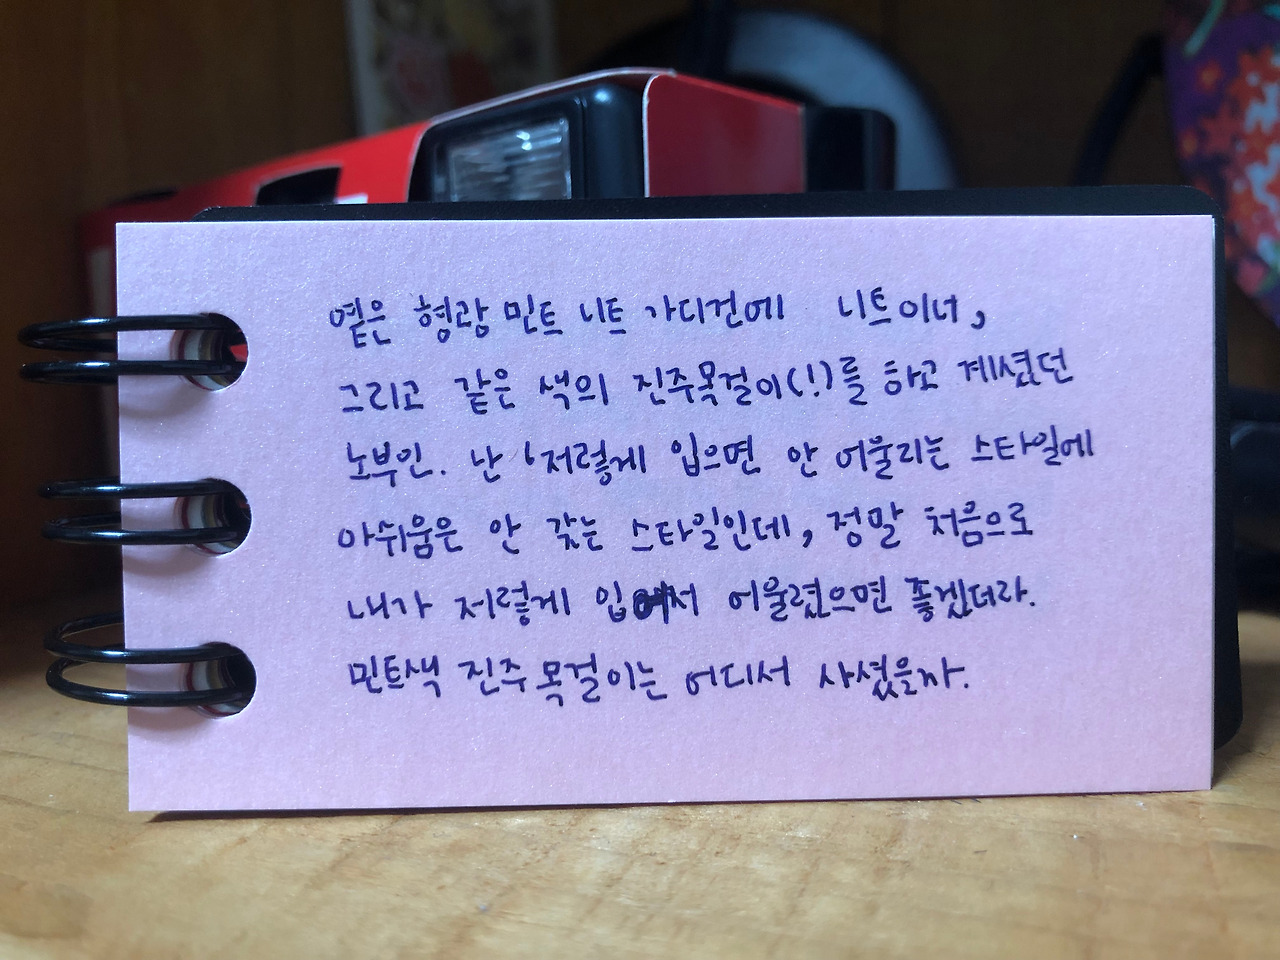 옅은 형광 민트 니트 가디건에 니트이너,
그리고 같은 색의 진주목걸이(!)를 하고 계셨던
노부인. 난 '저렇게 입으면 안 어울리는 스타일에
아쉬움은 안 갖는 스타일인데, 정말 처음으로
내가 저렇게 입어서 어울렸으면 좋겠더라.
민트색 진주목걸이는 어디서 사셨을까.